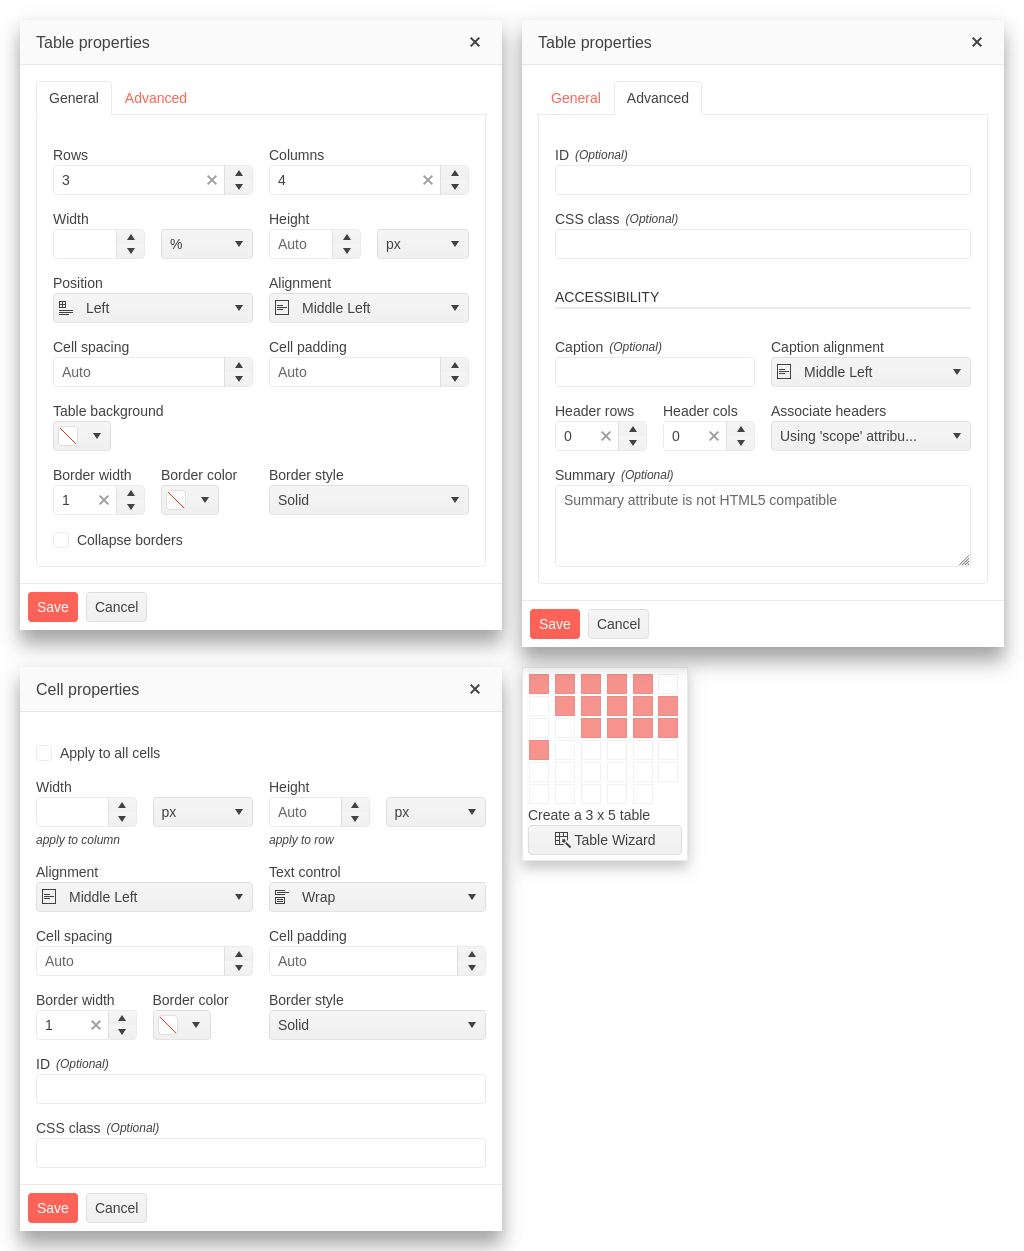 Table properties
General Advanced
Rows Columns
3 4
Width Height
% Auto px
Position Alignment
Left Middle Left
Cell spacing Cell padding
Auto Auto
Table background
Border width Border color Border style
1 Solid
Collapse borders
Save Cancel
Table properties
General Advanced
ID (Optional)
CSS class (Optional)
ACCESSIBILITY
Caption (Optional) Caption alignment
Middle Left
Header rows Header cols Associate headers
0 0 Using 'scope' attribu...
Summary (Optional)
Summary attribute is not HTML5 compatible
Save Cancel
Cell properties
Apply to all cells
Width Height
px Auto px
apply to column apply to row
Alignment Text control
Middle Left Wrap
Cell spacing Cell padding
Auto Auto
Border width Border color Border style
1 Solid
ID (Optional)
CSS class (Optional)
Save Cancel
Create a 3 x 5 table
Table Wizard